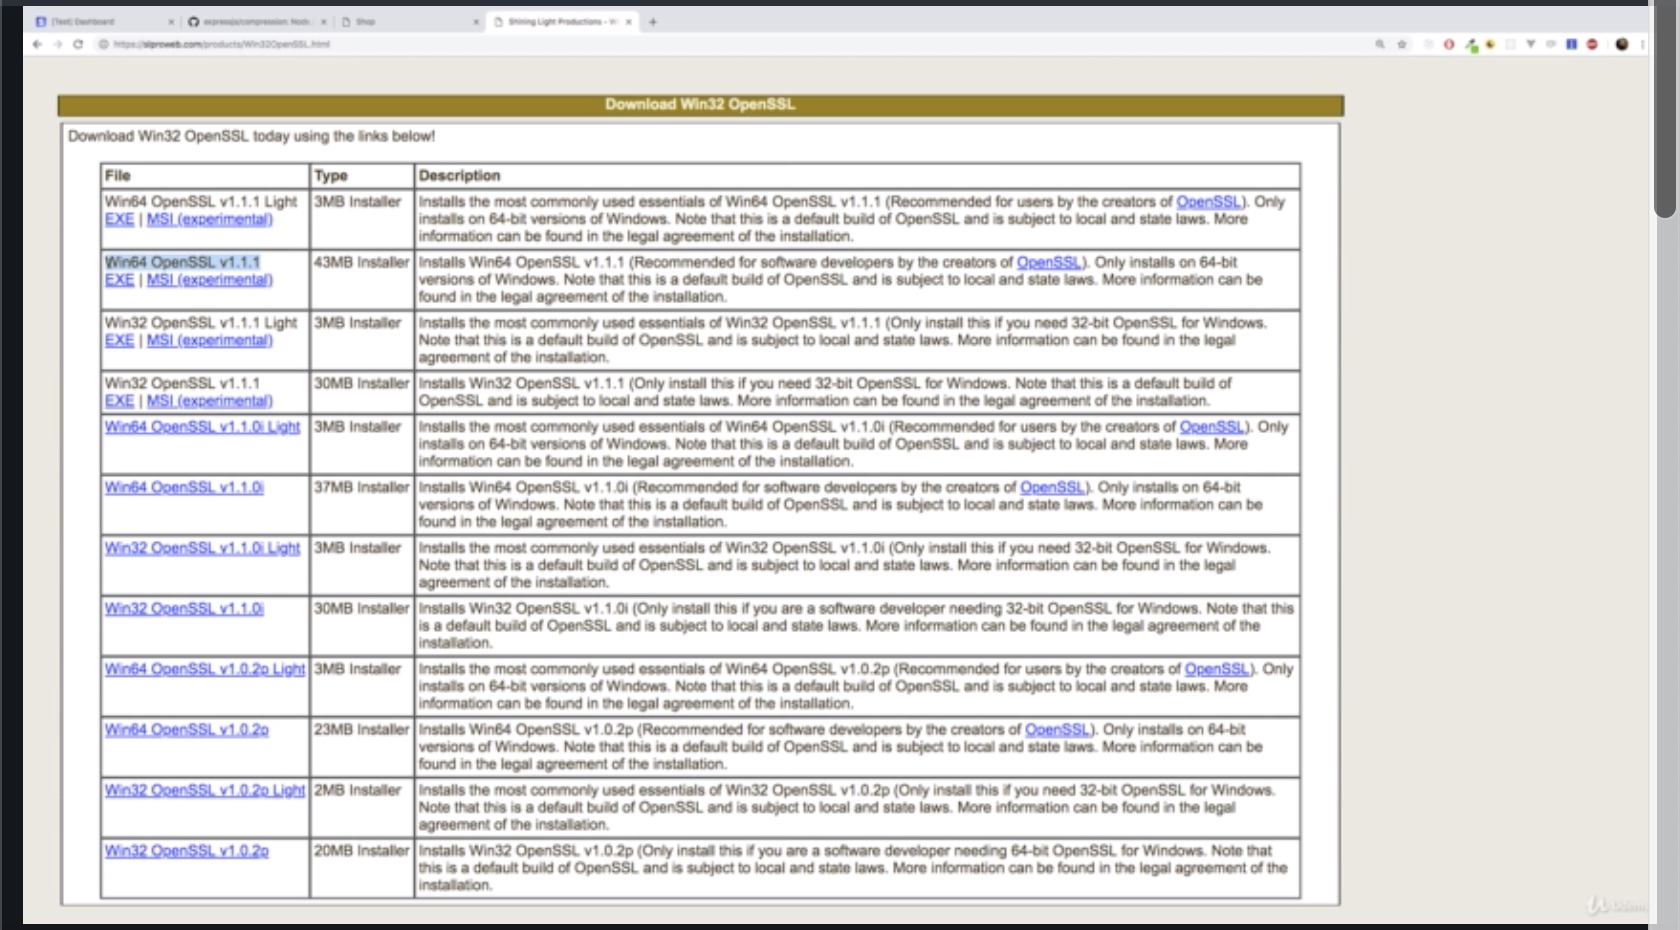 [Test] Dashboard
expressjs/compression: Node.
Shop
Shining Light Productions - Wi
https://slproweb.com/products/Win32OpenSSL.html
Download Win32 OpenSSL
Download Win32 OpenSSL today using the links below!
File Type Description
Win64 OpenSSL v1.1.1 Light 3MB Installer Installs the most commonly used essentials of Win64 OpenSSL v1.1.1 (Recommended for users by the creators of OpenSSL). Only
EXE | MSI (experimental) installs on 64-bit versions of Windows. Note that this is a default build of OpenSSL and is subject to local and state laws. More
information can be found in the legal agreement of the installation.
Win64 OpenSSL v1.1.1 43MB Installer Installs Win64 OpenSSL v1.1.1 (Recommended for software developers by the creators of OpenSSL). Only installs on 64-bit
EXE | MSI (experimental) versions of Windows. Note that this is a default build of OpenSSL and is subject to local and state laws. More information can be
found in the legal agreement of the installation.
Win32 OpenSSL v1.1.1 Light 3MB Installer Installs the most commonly used essentials of Win32 OpenSSL v1.1.1 (Only install this if you need 32-bit OpenSSL for Windows.
EXE | MSI (experimental) Note that this is a default build of OpenSSL and is subject to local and state laws. More information can be found in the legal
agreement of the installation.
Win32 OpenSSL v1.1.1 30MB Installer Installs Win32 OpenSSL v1.1.1 (Only install this if you need 32-bit OpenSSL for Windows. Note that this is a default build of
EXE | MSI (experimental) OpenSSL and is subject to local and state laws. More information can be found in the legal agreement of the installation.
Win64 OpenSSL v1.1.0i Light 3MB Installer Installs the most commonly used essentials of Win64 OpenSSL v1.1.0i (Recommended for users by the creators of OpenSSL). Only
installs on 64-bit versions of Windows. Note that this is a default build of OpenSSL and is subject to local and state laws. More
information can be found in the legal agreement of the installation.
Win64 OpenSSL v1.1.0i 37MB Installer Installs Win64 OpenSSL v1.1.0i (Recommended for software developers by the creators of OpenSSL). Only installs on 64-bit
versions of Windows. Note that this is a default build of OpenSSL and is subject to local and state laws. More information can be
found in the legal agreement of the installation.
Win32 OpenSSL v1.1.0i Light 3MB Installer Installs the most commonly used essentials of Win32 OpenSSL v1.1.0i (Only install this if you need 32-bit OpenSSL for Windows.
Note that this is a default build of OpenSSL and is subject to local and state laws. More information can be found in the legal
agreement of the installation.
Win32 OpenSSL v1.1.0i 30MB Installer Installs Win32 OpenSSL v1.1.0i (Only install this if you are a software developer needing 32-bit OpenSSL for Windows. Note that this
is a default build of OpenSSL and is subject to local and state laws. More information can be found in the legal agreement of the
installation.
Win64 OpenSSL v1.0.2p Light 3MB Installer Installs the most commonly used essentials of Win64 OpenSSL v1.0.2p (Recommended for users by the creators of OpenSSL). Only
installs on 64-bit versions of Windows. Note that this is a default build of OpenSSL and is subject to local and state laws. More
information can be found in the legal agreement of the installation.
Win64 OpenSSL v1.0.2p 23MB Installer Installs Win64 OpenSSL v1.0.2p (Recommended for software developers by the creators of OpenSSL). Only installs on 64-bit
versions of Windows. Note that this is a default build of OpenSSL and is subject to local and state laws. More information can be
found in the legal agreement of the installation.
Win32 OpenSSL v1.0.2p Light 2MB Installer Installs the most commonly used essentials of Win32 OpenSSL v1.0.2p (Only install this if you need 32-bit OpenSSL for Windows.
Note that this is a default build of OpenSSL and is subject to local and state laws. More information can be found in the legal
agreement of the installation.
Win32 OpenSSL v1.0.2p 20MB Installer Installs Win32 OpenSSL v1.0.2p (Only install this if you are a software developer needing 64-bit OpenSSL for Windows. Note that
this is a default build of OpenSSL and is subject to local and state laws. More information can be found in the legal agreement of the
installation.